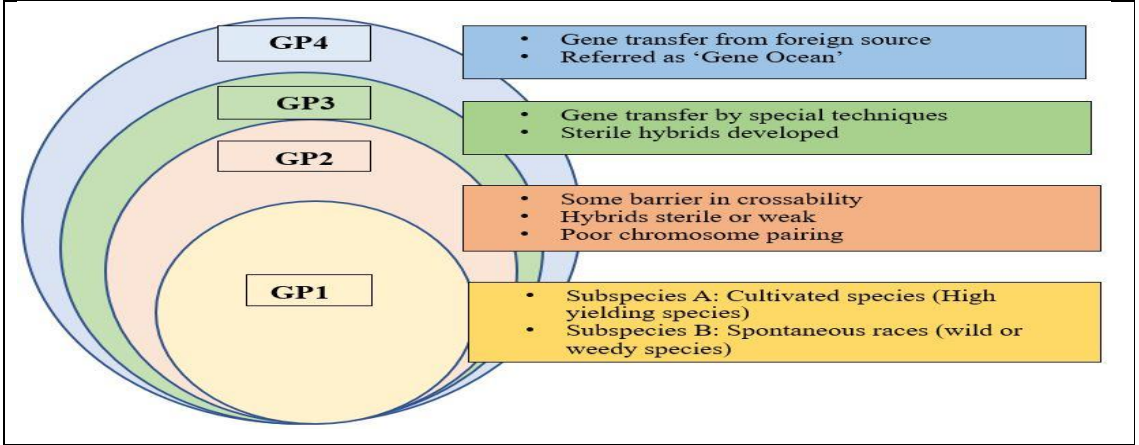 GP4
• Gene transfer from foreign source
• Referred as ‘Gene Ocean’
GP3
• Gene transfer by special techniques
• Sterile hybrids developed
GP2
• Some barrier in crossability
• Hybrids sterile or weak
• Poor chromosome pairing
GP1
• Subspecies A: Cultivated species (High
yielding species)
• Subspecies B: Spontaneous races (wild or
weedy species)